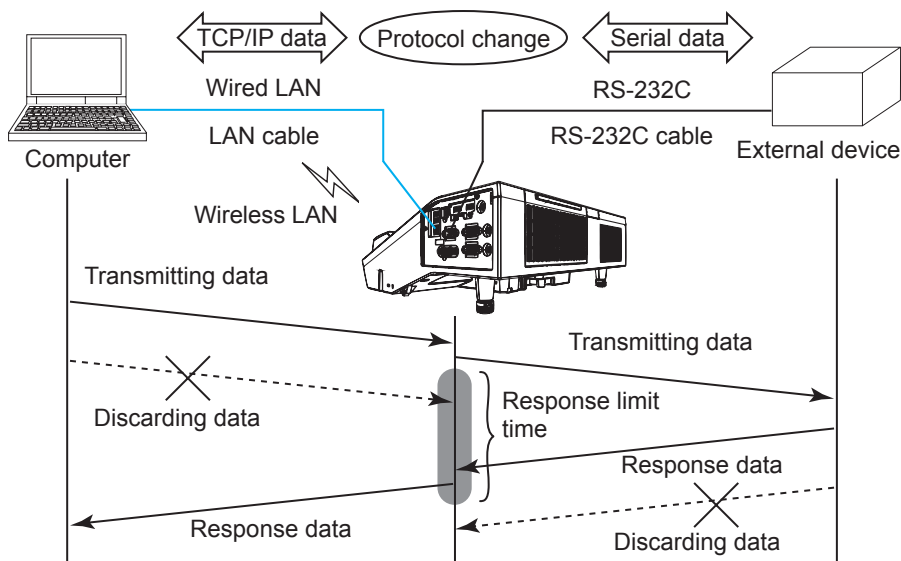 TCP/IP data
Protocol change
Serial data
Wired LAN
RS-232C
LAN cable
RS-232C cable
Computer
External device
Wireless LAN
Transmitting data
Transmitting data
Discarding data
Response limit
time
Response data
Response data
Discarding data